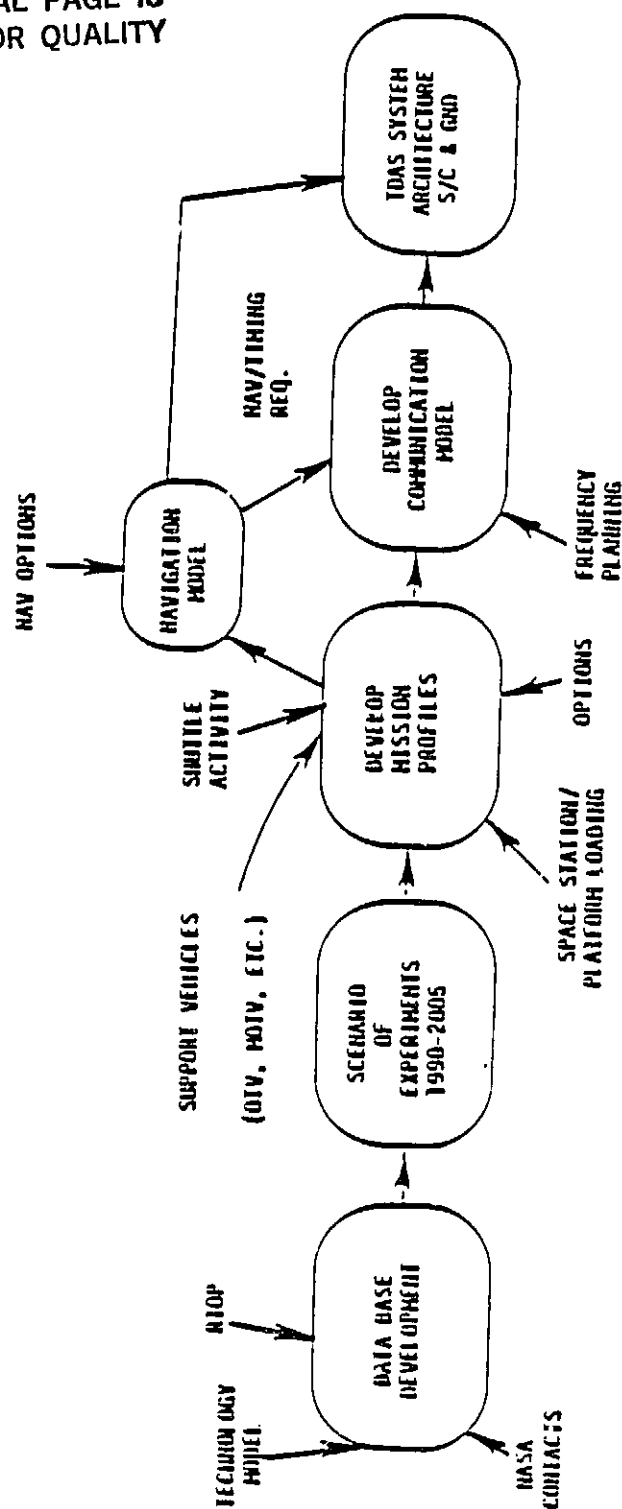 AL PAGE IS
OR QUALITY
NAV OPTIONS
NAVIGATION
MODEL
NAV/TIMING
REQ.
TDAS SYSTEM
ARCHITECTURE
S/C & GND
SHUTTLE
ACTIVITY
SUPPORT VEHICLES
(OTV, MOTV, ETC.)
RTOP
TECHNOLOGY
MODEL
DATA BASE
DEVELOPMENT
NASA
CONTACTS
SCENARIO
OF
EXPERIMENTS
1990-2005
DEVELOP
MISSION
PROFILES
SPACE STATION/
PLATFORM LOADING
OPTIONS
DEVELOP
COMMUNICATION
MODEL
FREQUENCY
PLANNING